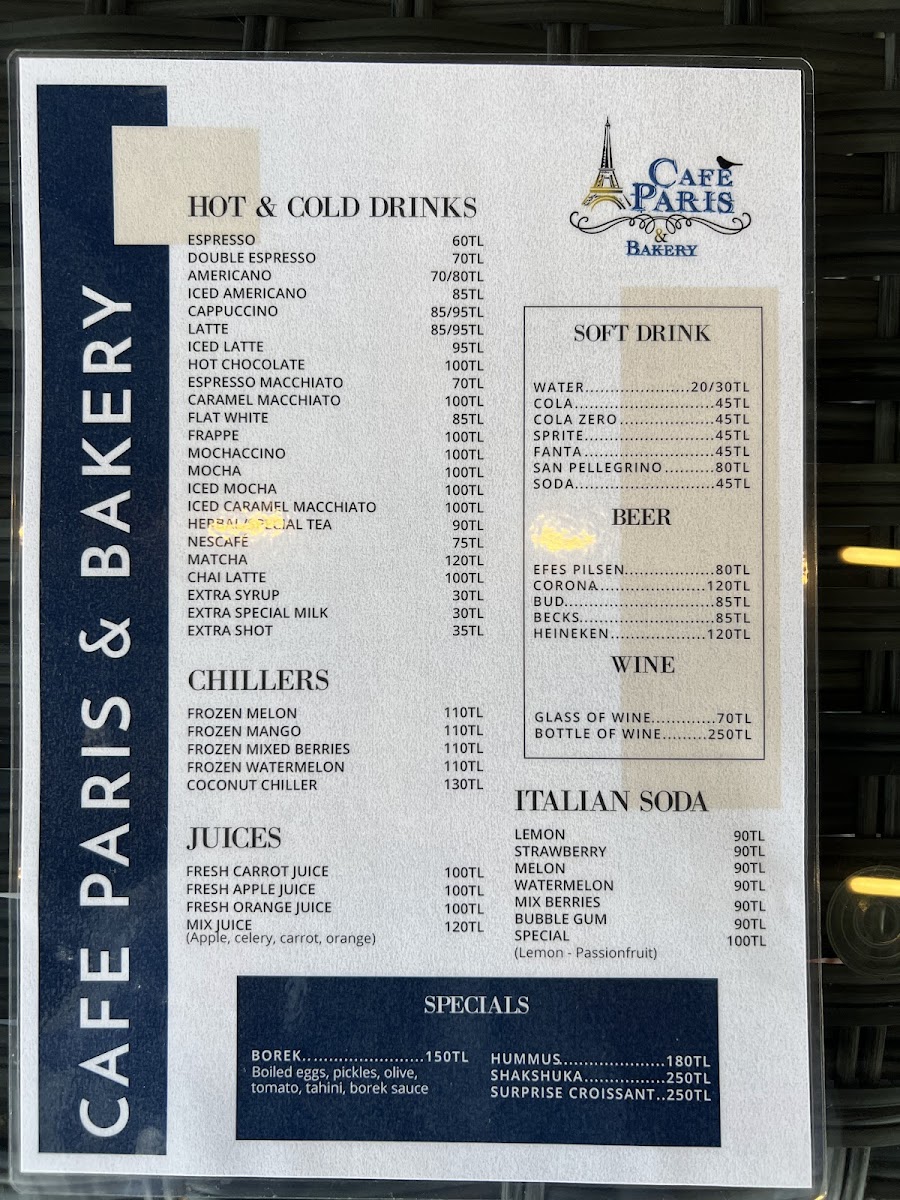 CAFE PARIS & BAKERY
CAFE
PARIS
&
BAKERY
HOT & COLD DRINKS
ESPRESSO 60TL
DOUBLE ESPRESSO 70TL
AMERICANO 70/80TL
ICED AMERICANO 85TL
CAPPUCCINO 85/95TL
LATTE 85/95TL
ICED LATTE 95TL
HOT CHOCOLATE 100TL
ESPRESSO MACCHIATO 70TL
CARAMEL MACCHIATO 100TL
FLAT WHITE 85TL
FRAPPE 100TL
MOCHACCINO 100TL
MOCHA 100TL
ICED MOCHA 100TL
ICED CARAMEL MACCHIATO 100TL
HERBAL/SPECIAL TEA 90TL
NESCAFE 75TL
MATCHA 120TL
CHAI LATTE 100TL
EXTRA SYRUP 30TL
EXTRA SPECIAL MILK 30TL
EXTRA SHOT 35TL
CHILLERS
FROZEN MELON 110TL
FROZEN MANGO 110TL
FROZEN MIXED BERRIES 110TL
FROZEN WATERMELON 110TL
COCONUT CHILLER 130TL
JUICES
FRESH CARROT JUICE 100TL
FRESH APPLE JUICE 100TL
FRESH ORANGE JUICE 100TL
MIX JUICE 120TL
(Apple, celery, carrot, orange)
SOFT DRINK
WATER.....................20/30TL
COLA............................45TL
COLA ZERO...................45TL
SPRITE..........................45TL
FANTA..........................45TL
SAN PELLEGRINO..........80TL
SODA............................45TL
BEER
EFES PILSEN..................80TL
CORONA......................120TL
BUD..............................85TL
BECKS...........................85TL
HEINEKEN...................120TL
WINE
GLASS OF WINE.............70TL
BOTTLE OF WINE.........250TL
ITALIAN SODA
LEMON 90TL
STRAWBERRY 90TL
MELON 90TL
WATERMELON 90TL
MIX BERRIES 90TL
BUBBLE GUM 90TL
SPECIAL 100TL
(Lemon - Passionfruit)
SPECIALS
BOREK.........................150TL
Boiled eggs, pickles, olive,
tomato, tahini, borek sauce
HUMMUS.....................180TL
SHAKSHUKA................250TL
SURPRISE CROISSANT..250TL